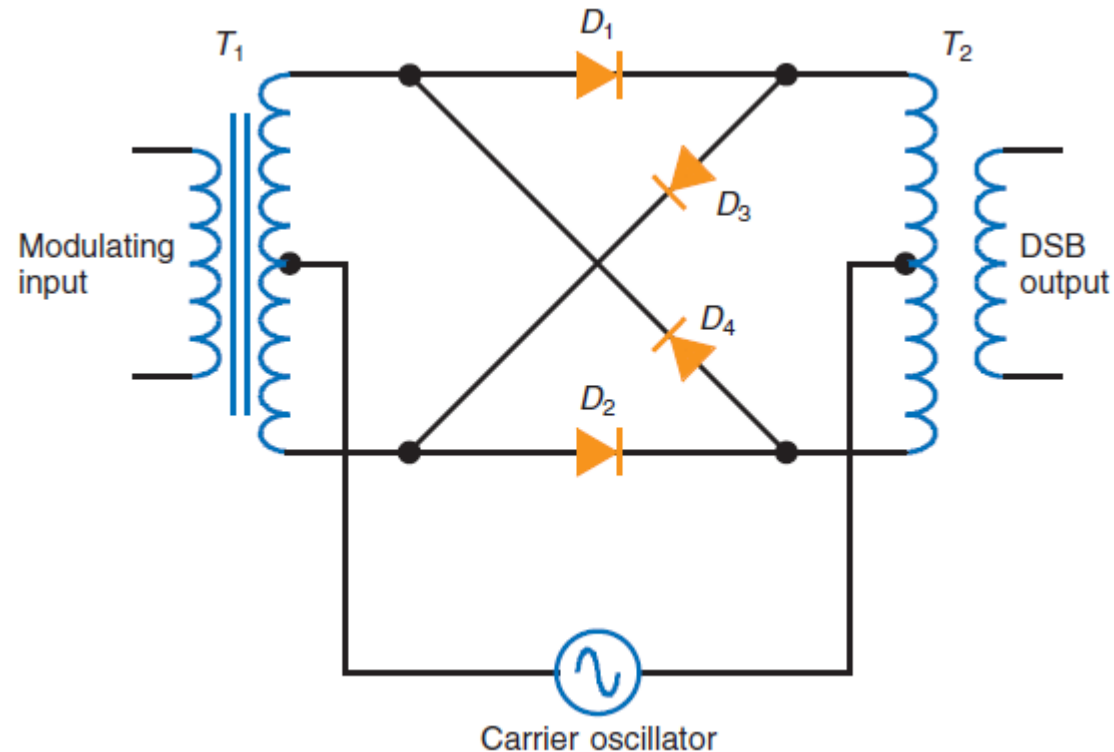 T₁
D₁
T₂
D₃
Modulating
input
DSB
output
D₄
D₂
Carrier oscillator